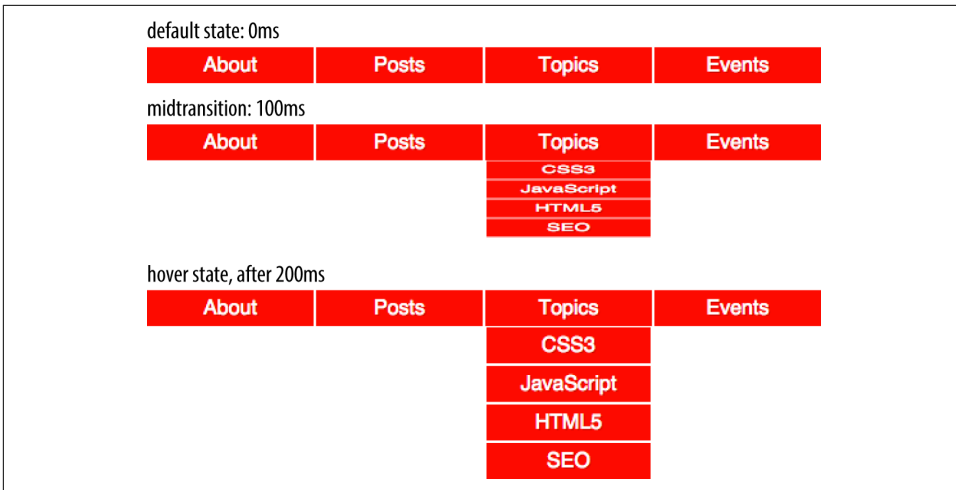 default state: 0ms
About Posts Topics Events
midtransition: 100ms
About Posts Topics Events
CSS3
JavaScript
HTML5
SEO
hover state, after 200ms
About Posts Topics Events
CSS3
JavaScript
HTML5
SEO